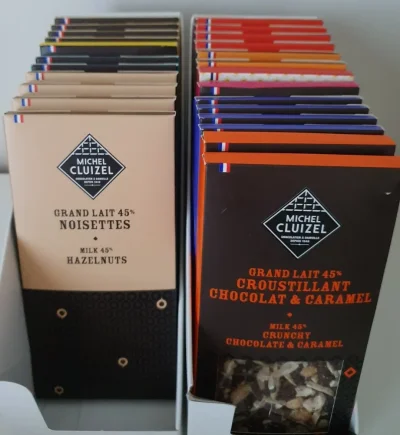 MICHEL
CLUIZEL
GRAND LAIT 45%
NOISETTES
MILK 45%
HAZELNUTS
MICHEL
CLUIZEL
GRAND LAIT 45%
CROUSTILLANT
CHOCOLAT & CARAMEL
MILK 45%
CRUNCHY
CHOCOLATE & CARAMEL